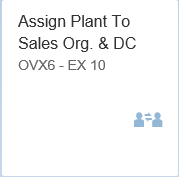 Assign Plant To
Sales Org. & DC
OVX6 - EX 10